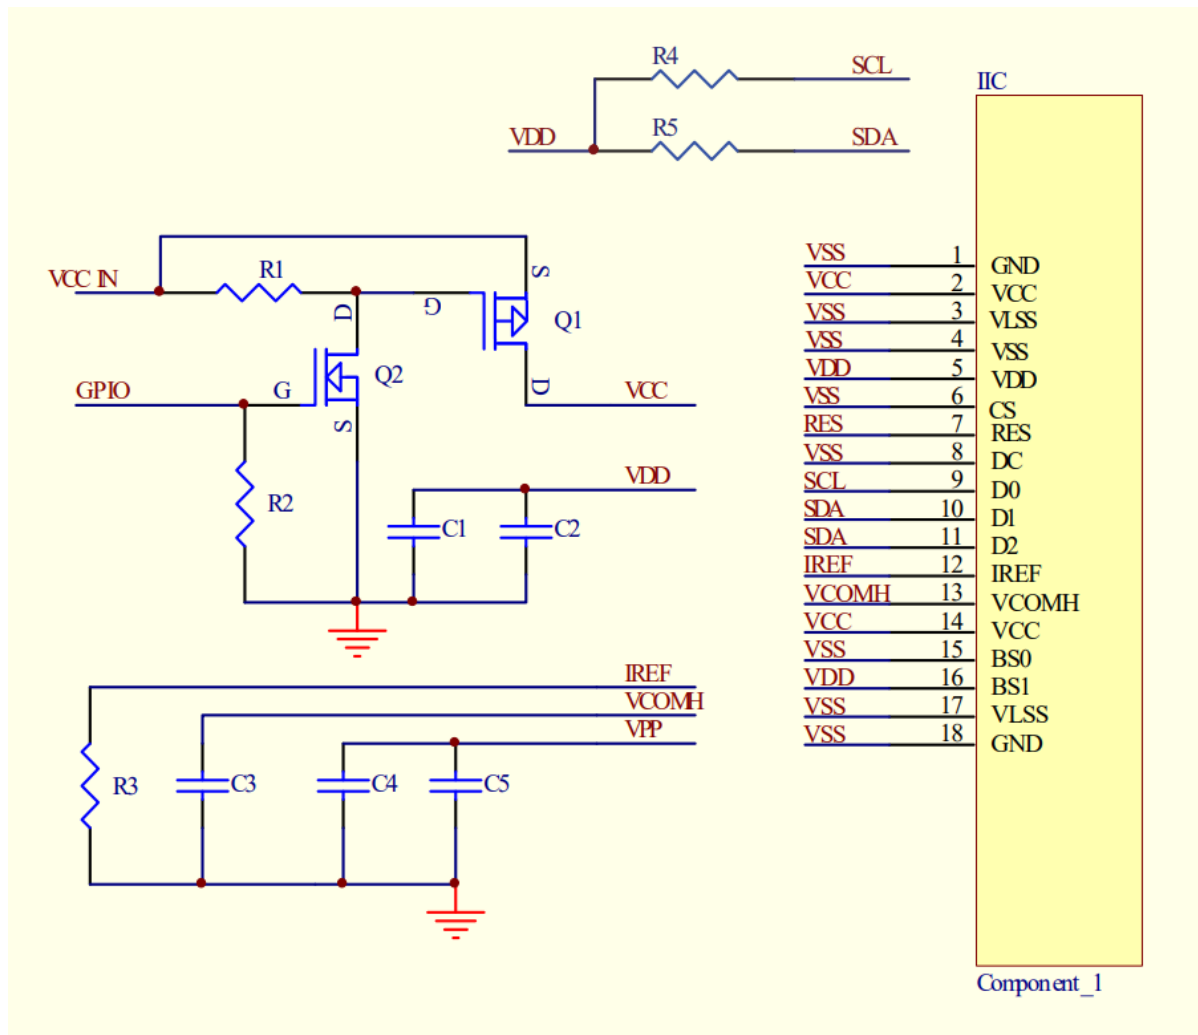 R4
SCL
IIC
R5
VDD
SDA
VCC IN
R1
S
D
G
Q1
Q2
GPIO
G
D
VCC
S
VDD
R2
C1
C2
IREF
VCOMH
VPP
R3
C3
C4
C5
VSS 1 GND
VCC 2 VCC
VSS 3 VLSS
VSS 4 VSS
VDD 5 VDD
VSS 6 CS
RES 7 RES
VSS 8 DC
SCL 9 D0
SDA 10 D1
SDA 11 D2
IREF 12 IREF
VCOMH 13 VCOMH
VCC 14 VCC
VSS 15 BS0
VDD 16 BS1
VSS 17 VLSS
VSS 18 GND
Component_1